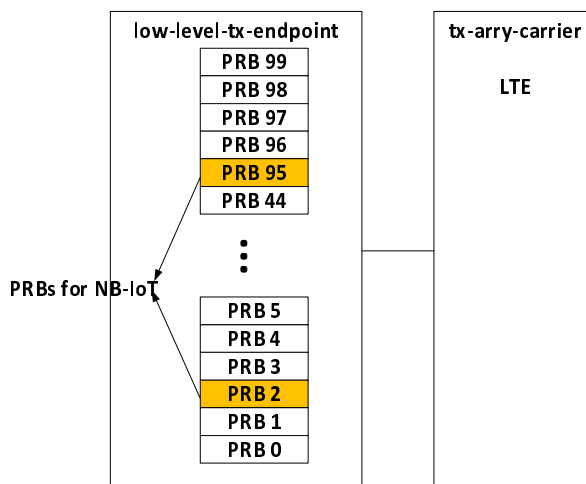 low-level-tx-endpoint
PRB 99
PRB 98
PRB 97
PRB 96
PRB 95
PRB 44
PRBs for NB-IoT
PRB 5
PRB 4
PRB 3
PRB 2
PRB 1
PRB 0
tx-arry-carrier
LTE